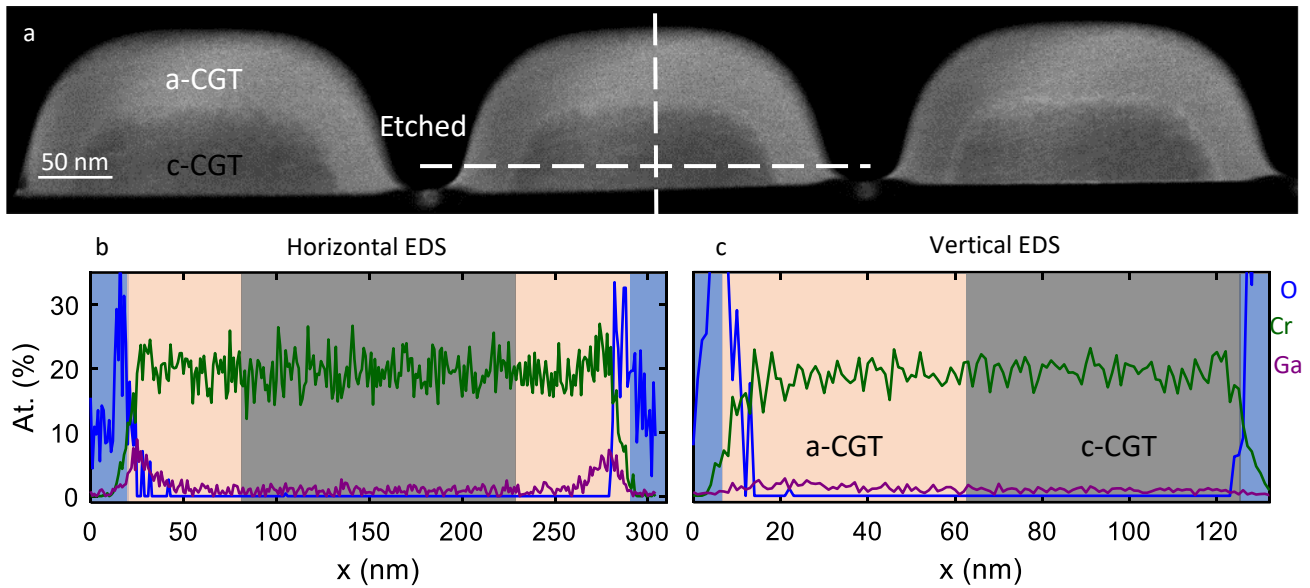 a
a-CGT
Etched
50 nm
c-CGT
b Horizontal EDS
c Vertical EDS
30
20
10
0
At. (%)
0 50 100 150 200 250 300
x (nm)
a-CGT c-CGT
0 20 40 60 80 100 120
x (nm)
O
Cr
Ga